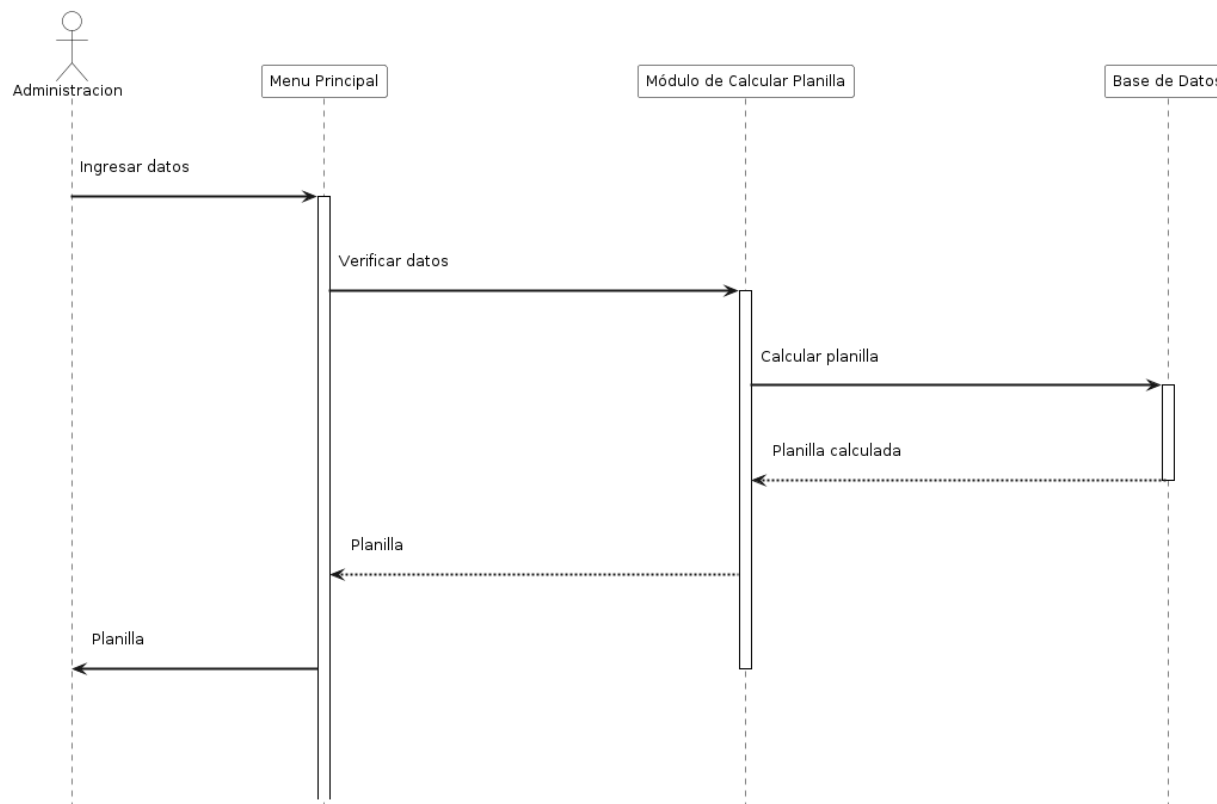 Administracion
Menu Principal
Módulo de Calcular Planilla
Base de Datos
Ingresar datos
Verificar datos
Calcular planilla
Planilla calculada
Planilla
Planilla